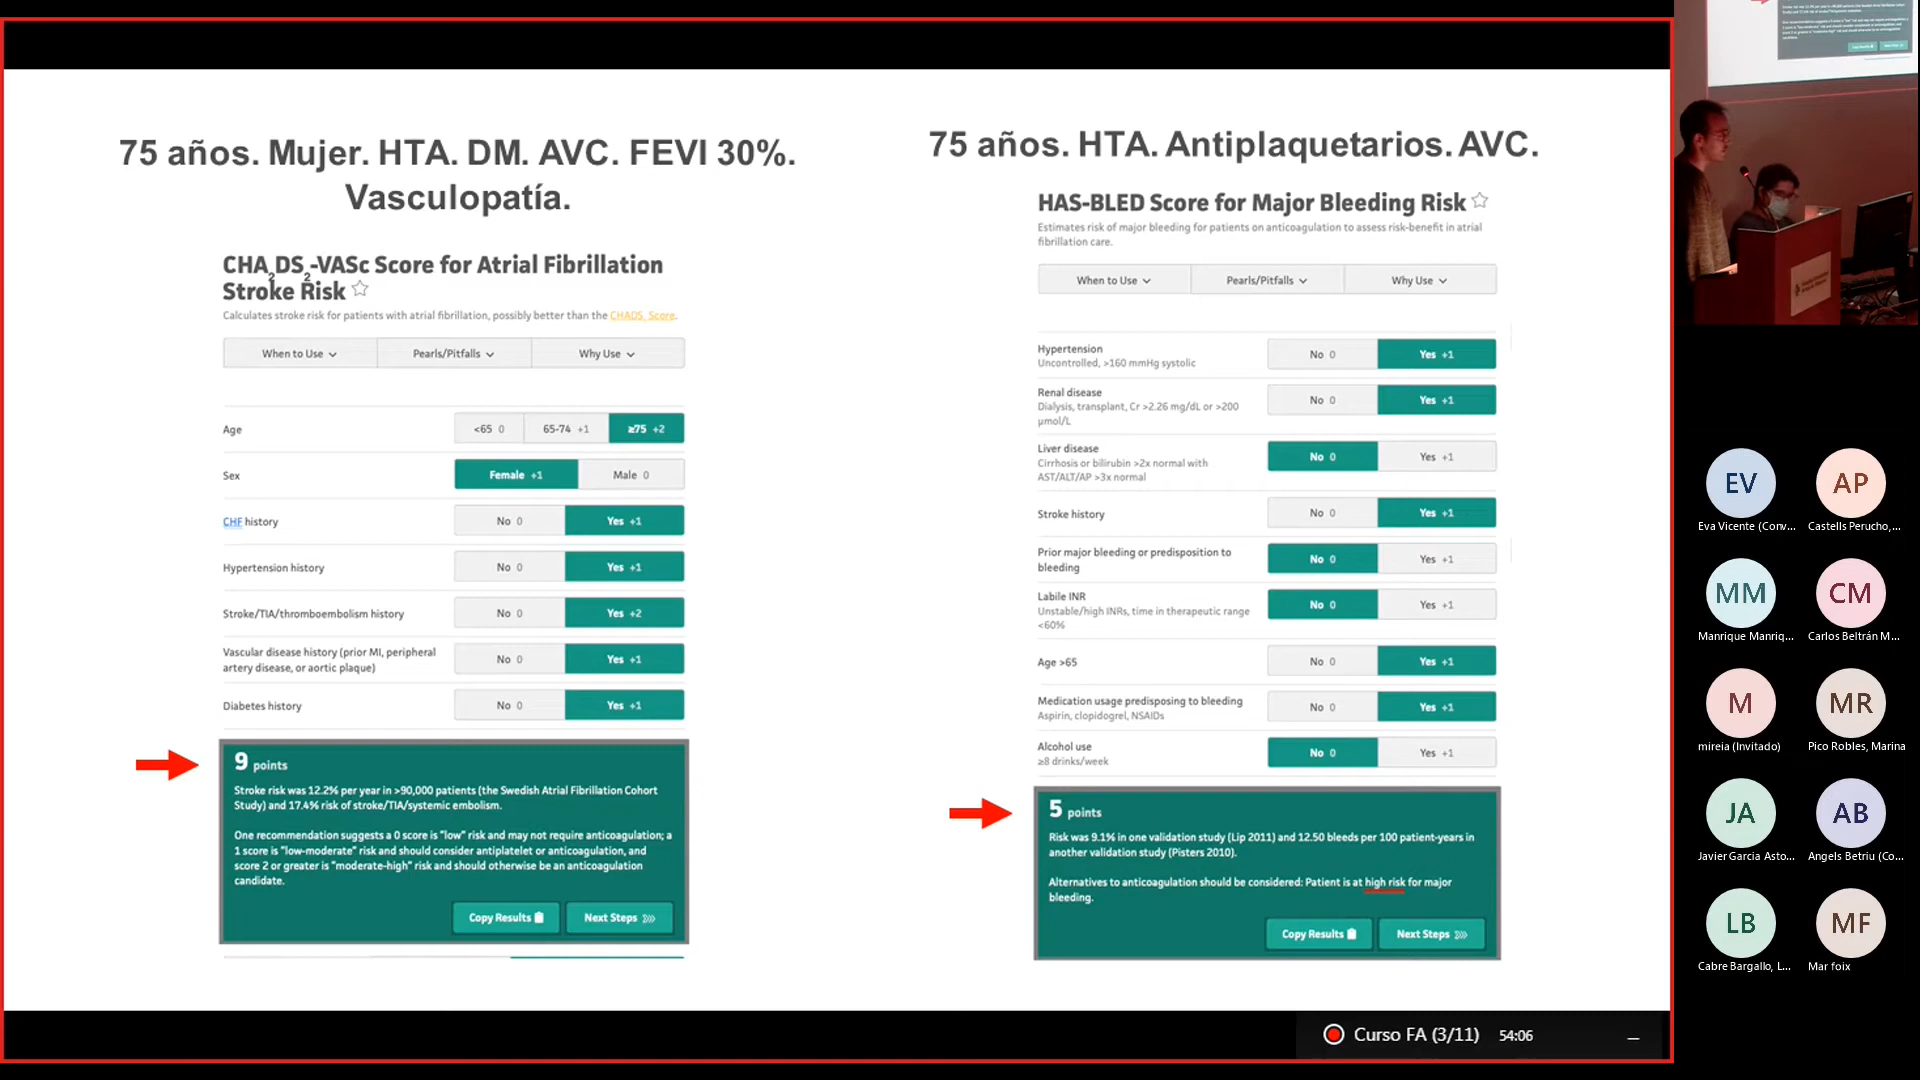 75 años. Mujer. HTA. DM. AVC. FEVI 30%.
Vasculopatía.
CHA2DS2-VASc Score for Atrial Fibrillation
Stroke Risk
Calculates stroke risk for patients with atrial fibrillation, possibly better than the CHADS2 Score.
When to Use
Pearls/Pitfalls
Why Use
Age
<65 0
65-74 +1
≥75 +2
Sex
Female +1
Male 0
CHF history
No 0
Yes +1
Hypertension history
No 0
Yes +1
Stroke/TIA/thromboembolism history
No 0
Yes +2
Vascular disease history (prior MI, peripheral
artery disease, or aortic plaque)
No 0
Yes +1
Diabetes history
No 0
Yes +1
9 points
Stroke risk was 12.2% per year in >90,000 patients (the Swedish Atrial Fibrillation Cohort
Study) and 17.4% risk of stroke/TIA/systemic embolism.
One recommendation suggests a 0 score is "low" risk and may not require anticoagulation; a
1 score is "low-moderate" risk and should consider antiplatelet or anticoagulation, and
score 2 or greater is "moderate-high" risk and should otherwise be an anticoagulation
candidate.
Copy Results
Next Steps
75 años. HTA. Antiplaquetarios. AVC.
HAS-BLED Score for Major Bleeding Risk
Estimates risk of major bleeding for patients on anticoagulation to assess risk-benefit in atrial
fibrillation care.
When to Use
Pearls/Pitfalls
Why Use
Hypertension
Uncontrolled, >160 mmHg systolic
No 0
Yes +1
Renal disease
Dialysis, transplant, Cr >2.26 mg/dL or >200
µmol/L
No 0
Yes +1
Liver disease
Cirrhosis or bilirubin >2x normal with
AST/ALT/AP >3x normal
No 0
Yes +1
Stroke history
No 0
Yes +1
Prior major bleeding or predisposition to
bleeding
No 0
Yes +1
Labile INR
Unstable/high INRs, time in therapeutic range
<60%
No 0
Yes +1
Age >65
No 0
Yes +1
Medication usage predisposing to bleeding
Aspirin, clopidogrel, NSAIDs
No 0
Yes +1
Alcohol use
≥8 drinks/week
No 0
Yes +1
5 points
Risk was 9.1% in one validation study (Lip 2011) and 12.50 bleeds per 100 patient-years in
another validation study (Pisters 2010).
Alternatives to anticoagulation should be considered: Patient is at high risk for major
bleeding.
Copy Results
Next Steps
Curso FA (3/11) 54:06
EV
Eva Vicente (Conv...
AP
Castells Perucho,...
MM
Manrique Manriq...
CM
Carlos Beltrán M...
M
mireia (Invitado)
MR
Pico Robles, Marina
JA
Javier Garcia Asto...
AB
Angels Betriu (Co...
LB
Cabre Bargallo, L...
MF
Mar foix